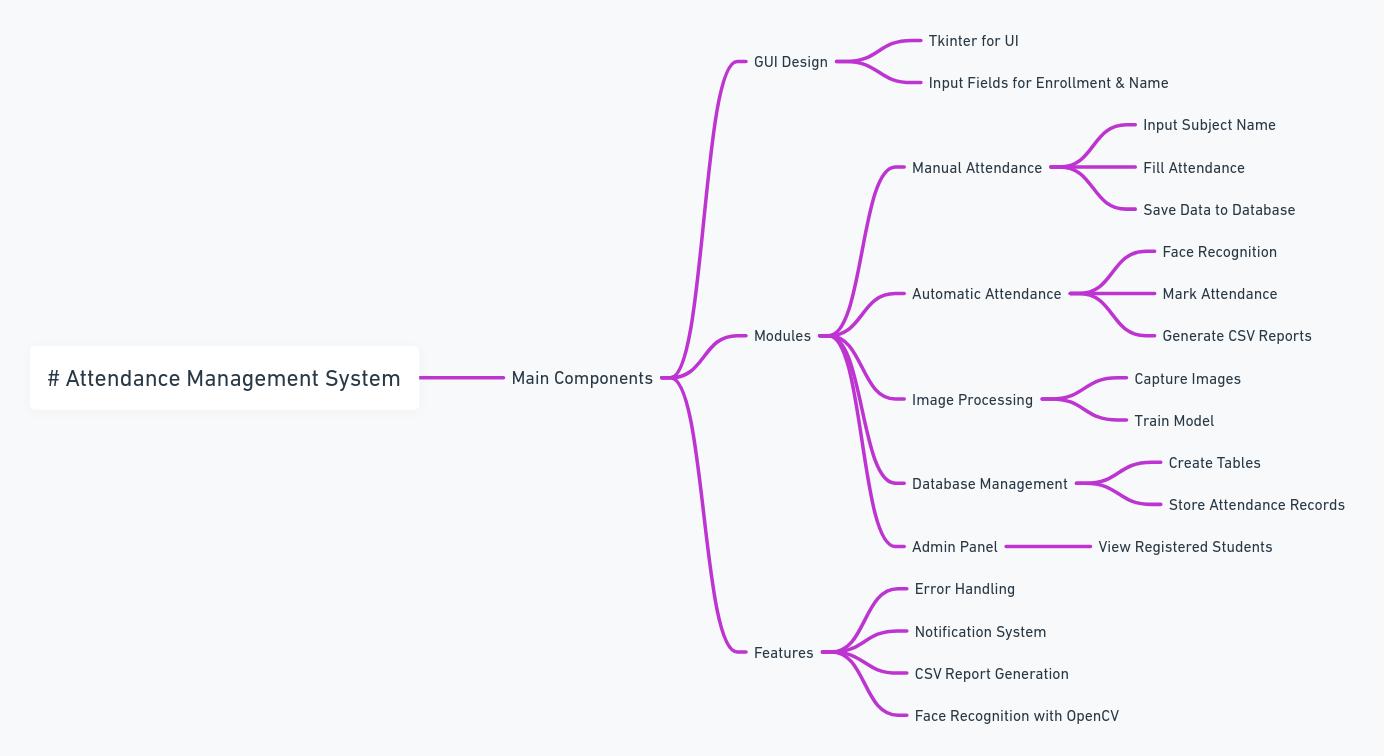 # Attendance Management System
Main Components
GUI Design
Tkinter for UI
Input Fields for Enrollment & Name
Modules
Manual Attendance
Input Subject Name
Fill Attendance
Save Data to Database
Automatic Attendance
Face Recognition
Mark Attendance
Generate CSV Reports
Image Processing
Capture Images
Train Model
Database Management
Create Tables
Store Attendance Records
Admin Panel
View Registered Students
Features
Error Handling
Notification System
CSV Report Generation
Face Recognition with OpenCV